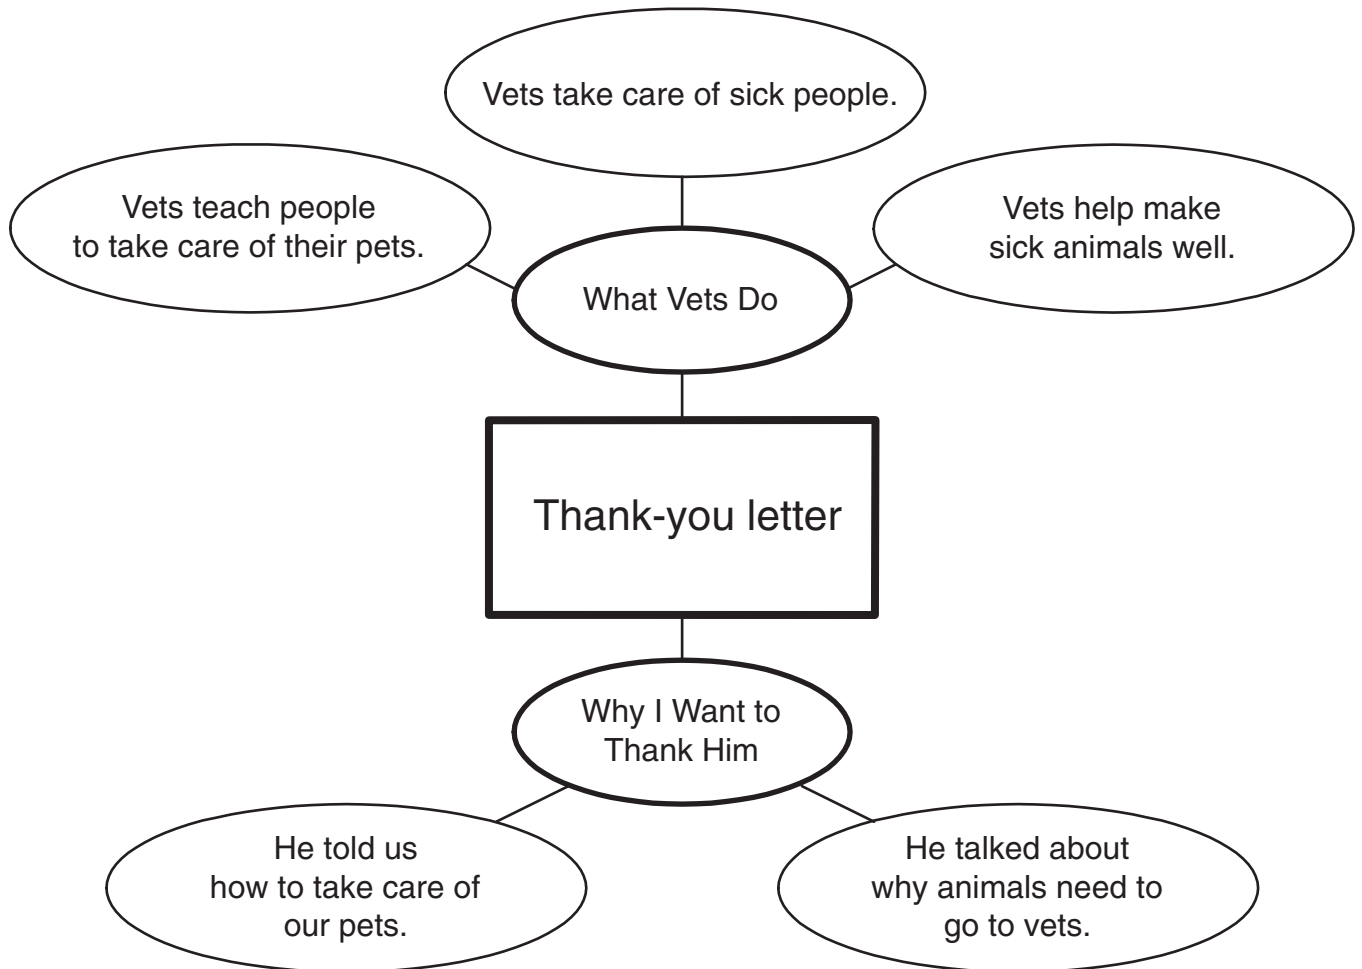 Vets take care of sick people.
Vets teach people
to take care of their pets.
Vets help make
sick animals well.
What Vets Do
Thank-you letter
Why I Want to
Thank Him
He told us
how to take care of
our pets.
He talked about
why animals need to
go to vets.